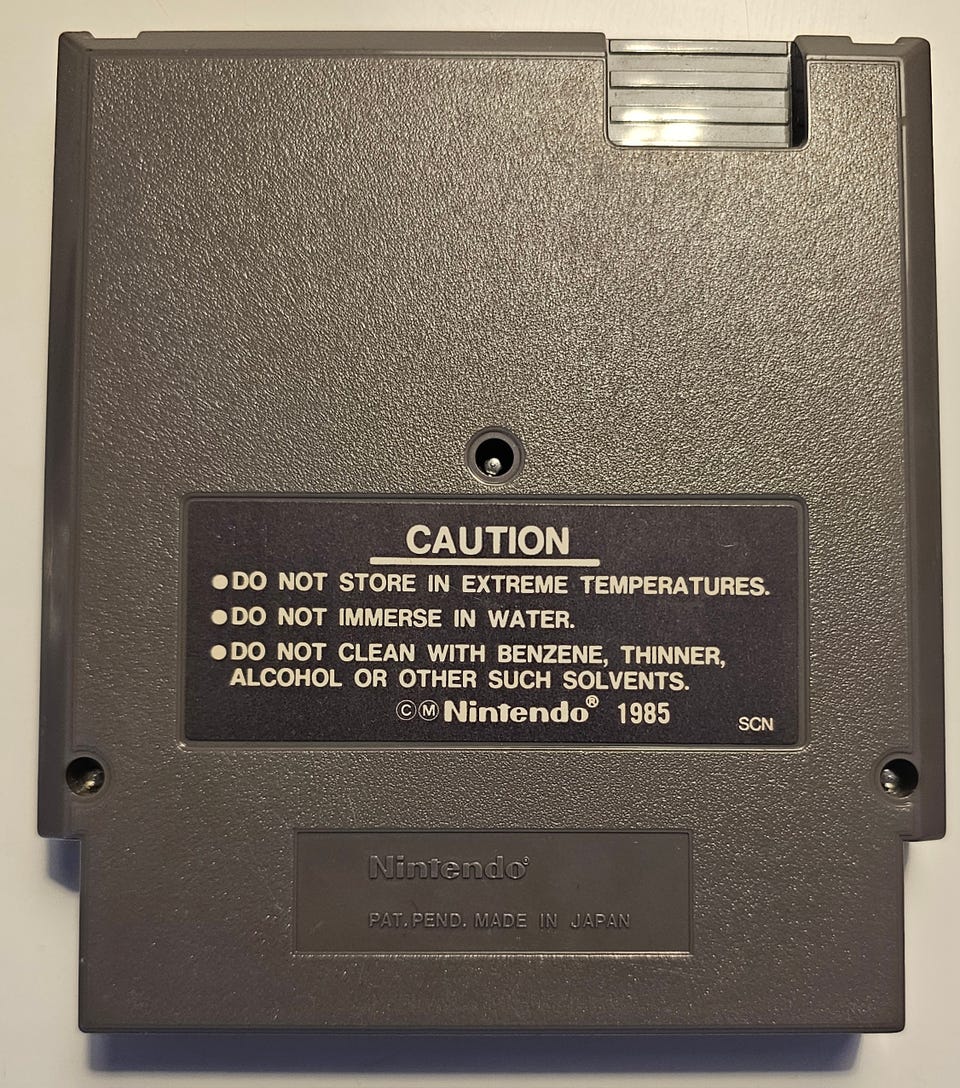 CAUTION
●DO NOT STORE IN EXTREME TEMPERATURES.
●DO NOT IMMERSE IN WATER.
●DO NOT CLEAN WITH BENZENE, THINNER,
ALCOHOL OR OTHER SUCH SOLVENTS.
©Ⓜ Nintendo® 1985
SCN
Nintendo®
PAT. PEND. MADE IN JAPAN